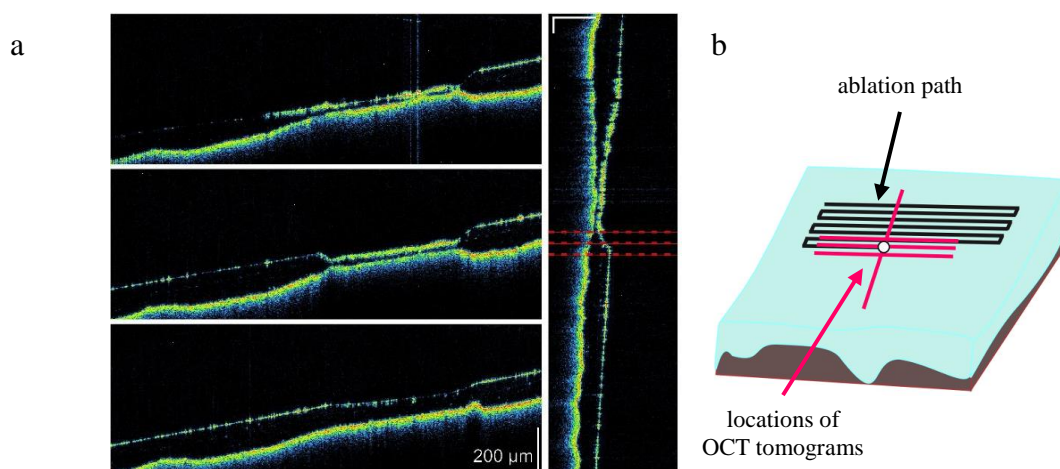 a
b
ablation path
200 µm
locations of
OCT tomograms